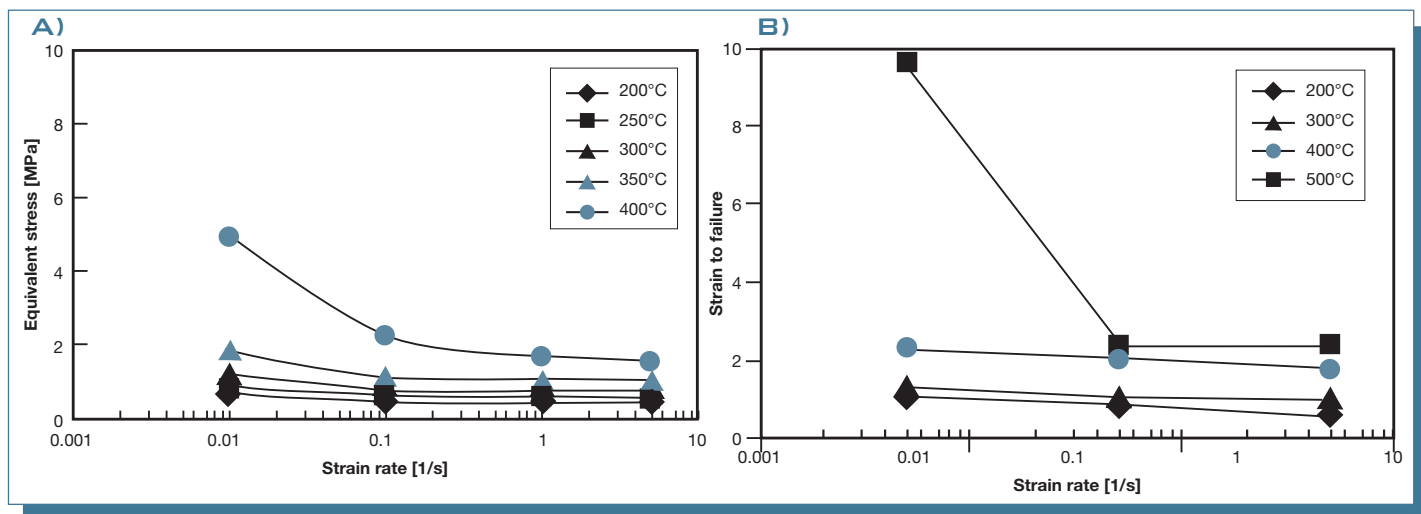 A)
10
8
6
4
2
0
Equivalent stress [MPa]
200°C
250°C
300°C
350°C
400°C
0.001
0.01
0.1
1
10
Strain rate [1/s]
B)
10
8
6
4
2
0
Strain to failure
200°C
300°C
400°C
500°C
0.001
0.01
0.1
1
10
Strain rate [1/s]